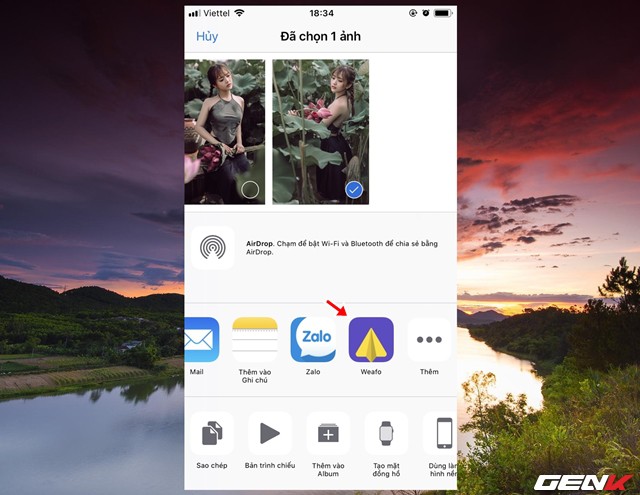 Viettel 18:34
Hủy Đã chọn 1 ảnh
AirDrop. Chạm để bật Wi-Fi và Bluetooth để chia sẻ bằng
AirDrop.
Zalo
Mail Thêm vào Ghi chú Zalo Weafo Thêm
Sao chép Bản trình chiếu Thêm vào Album Tạo mặt đồng hồ Dùng làm hình nền
GENK